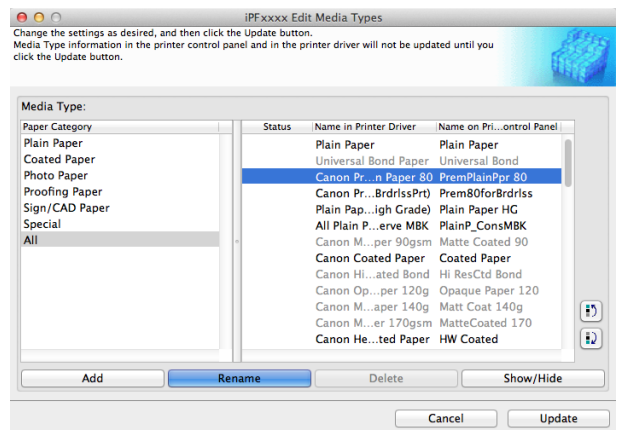 iPFxxxx Edit Media Types
Change the settings as desired, and then click the Update button.
Media Type information in the printer control panel and in the printer driver will not be updated until you
click the Update button.
Media Type:
Paper Category Status Name in Printer Driver Name on Pri...ontrol Panel
Plain Paper Plain Paper Plain Paper
Coated Paper Universal Bond Paper Universal Bond
Photo Paper Canon Pr...n Paper 80 PremPlainPpr 80
Proofing Paper Canon Pr...BrdrlssPrt) Prem80forBrdrlss
Sign/CAD Paper Plain Pap...igh Grade) Plain Paper HG
Special All Plain P...erve MBK PlainP_ConsMBK
All Canon M...per 90gsm Matte Coated 90
Canon Coated Paper Coated Paper
Canon Hi...ated Bond Hi ResCtd Bond
Canon Op...per 120g Opaque Paper 120
Canon M...aper 140g Matt Coat 140g
Canon M...er 170gsm MatteCoated 170
Canon He...ted Paper HW Coated
Add Rename Delete Show/Hide
Cancel Update